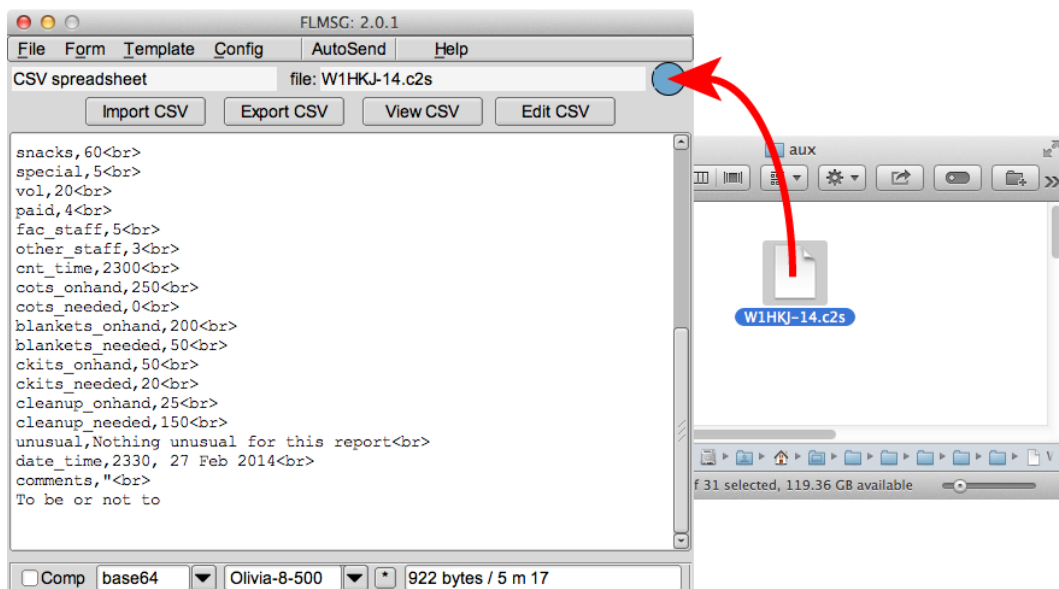 FLMSG: 2.0.1
File Form Template Config AutoSend Help
CSV spreadsheet file: W1HKJ-14.c2s
Import CSV Export CSV View CSV Edit CSV
snacks,60<br>
special,5<br>
vol,20<br>
paid,4<br>
fac_staff,5<br>
other_staff,3<br>
cnt_time,2300<br>
cots_onhand,250<br>
cots_needed,0<br>
blankets_onhand,200<br>
blankets_needed,50<br>
ckits_onhand,50<br>
ckits_needed,20<br>
cleanup_onhand,25<br>
cleanup_needed,150<br>
unusual,Nothing unusual for this report<br>
date_time,2330, 27 Feb 2014<br>
comments,"<br>
To be or not to
Comp base64 Olivia-8-500 * 922 bytes / 5 m 17
aux
W1HKJ-14.c2s
f 31 selected, 119.36 GB available